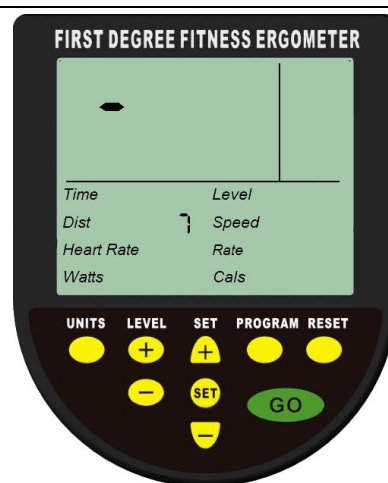 FIRST DEGREE FITNESS ERGOMETER
-
Time Level
Dist 7 Speed
Heart Rate Rate
Watts Cals
UNITS LEVEL SET PROGRAM RESET
+ +
- SET GO
-